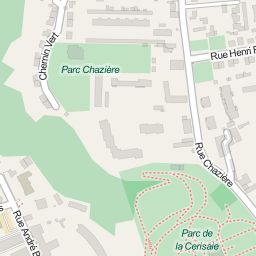 Rue Henri
Chemin Vert
Parc Chazière
Rue Chazière
Parc de
la Cerisaie
Rue André